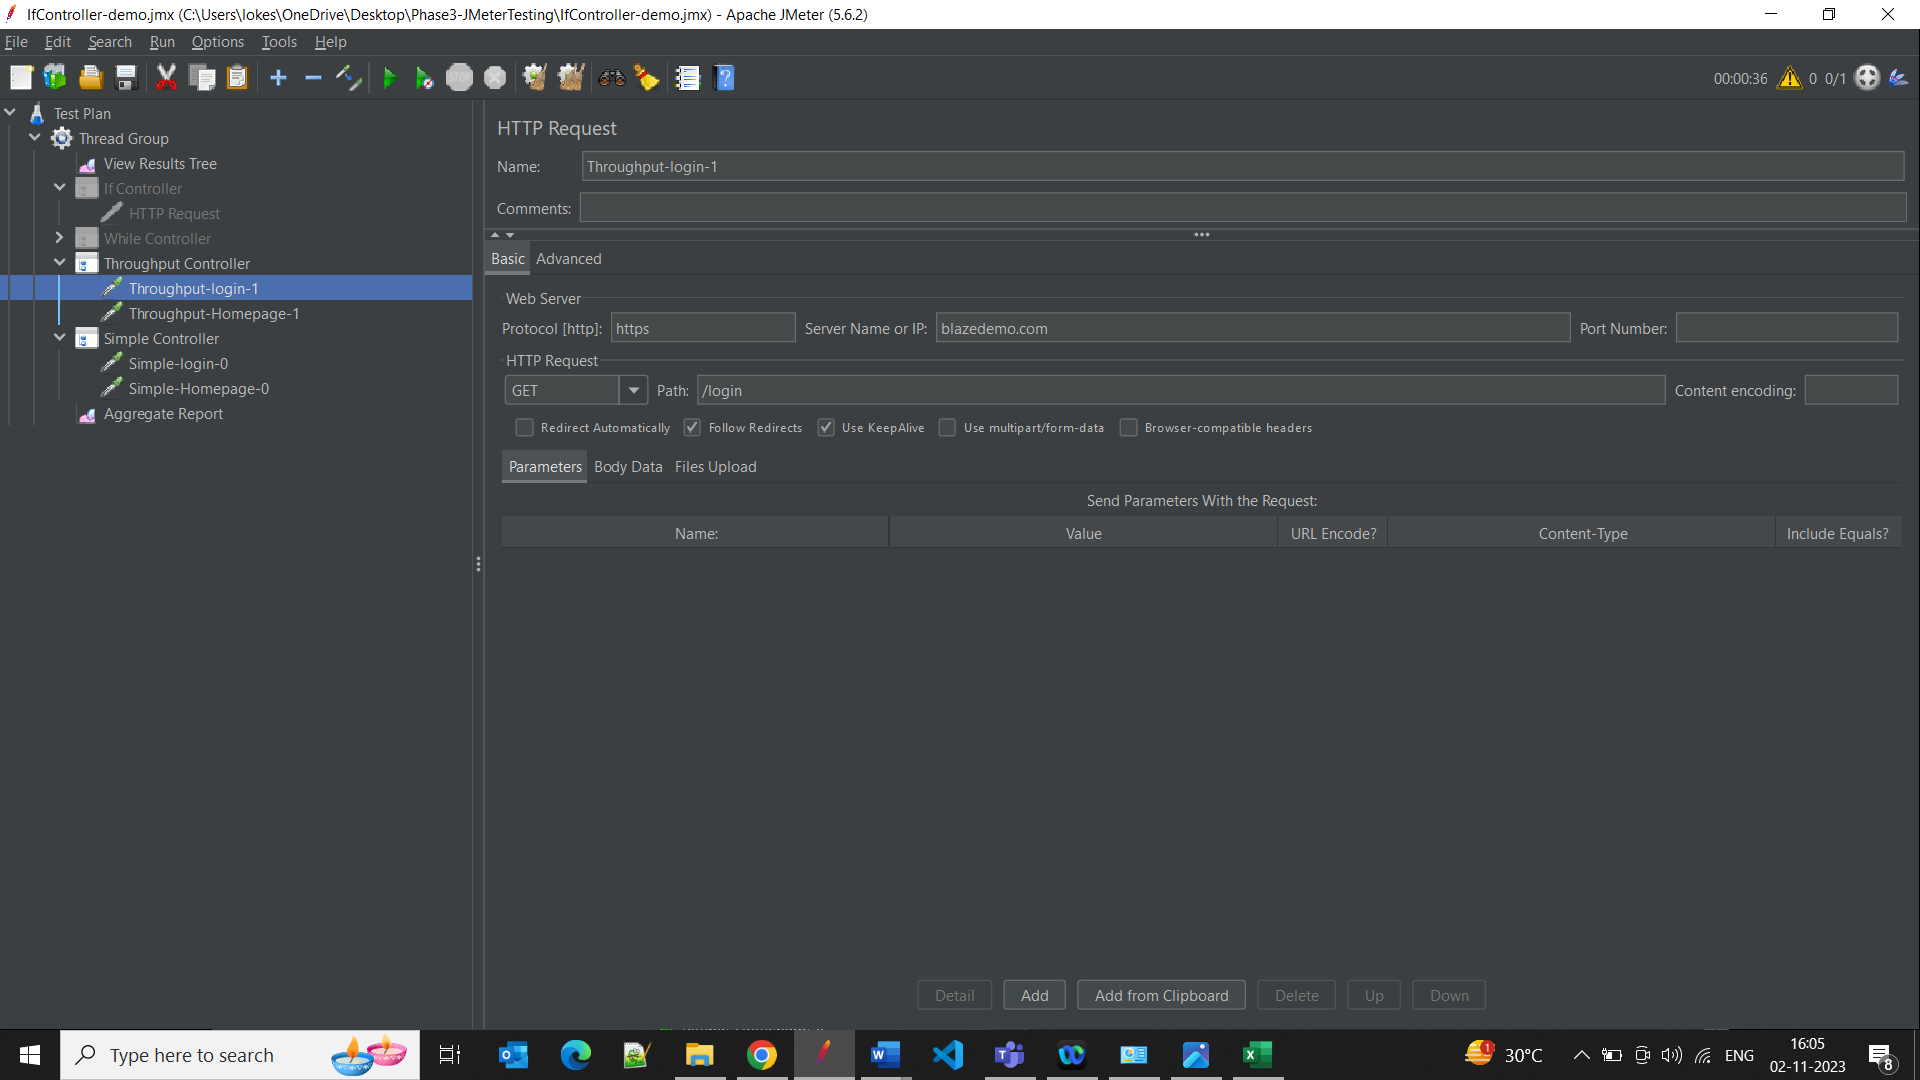 IfController-demo.jmx (C:\Users\lokes\OneDrive\Desktop\Phase3-JMeterTesting\IfController-demo.jmx) - Apache JMeter (5.6.2)
File Edit Search Run Options Tools Help
STOP
00:00:36 0 0/1
Test Plan
Thread Group
View Results Tree
If Controller
HTTP Request
While Controller
Throughput Controller
Throughput-login-1
Throughput-Homepage-1
Simple Controller
Simple-login-0
Simple-Homepage-0
Aggregate Report
HTTP Request
Name: Throughput-login-1
Comments:
Basic Advanced
Web Server
Protocol [http]: https Server Name or IP: blazedemo.com Port Number:
HTTP Request
GET Path: /login Content encoding:
Redirect Automatically Follow Redirects Use KeepAlive Use multipart/form-data Browser-compatible headers
Parameters Body Data Files Upload
Send Parameters With the Request:
Name: Value URL Encode? Content-Type Include Equals?
Detail Add Add from Clipboard Delete Up Down
Type here to search
1 30°C ENG
16:05
02-11-2023
8